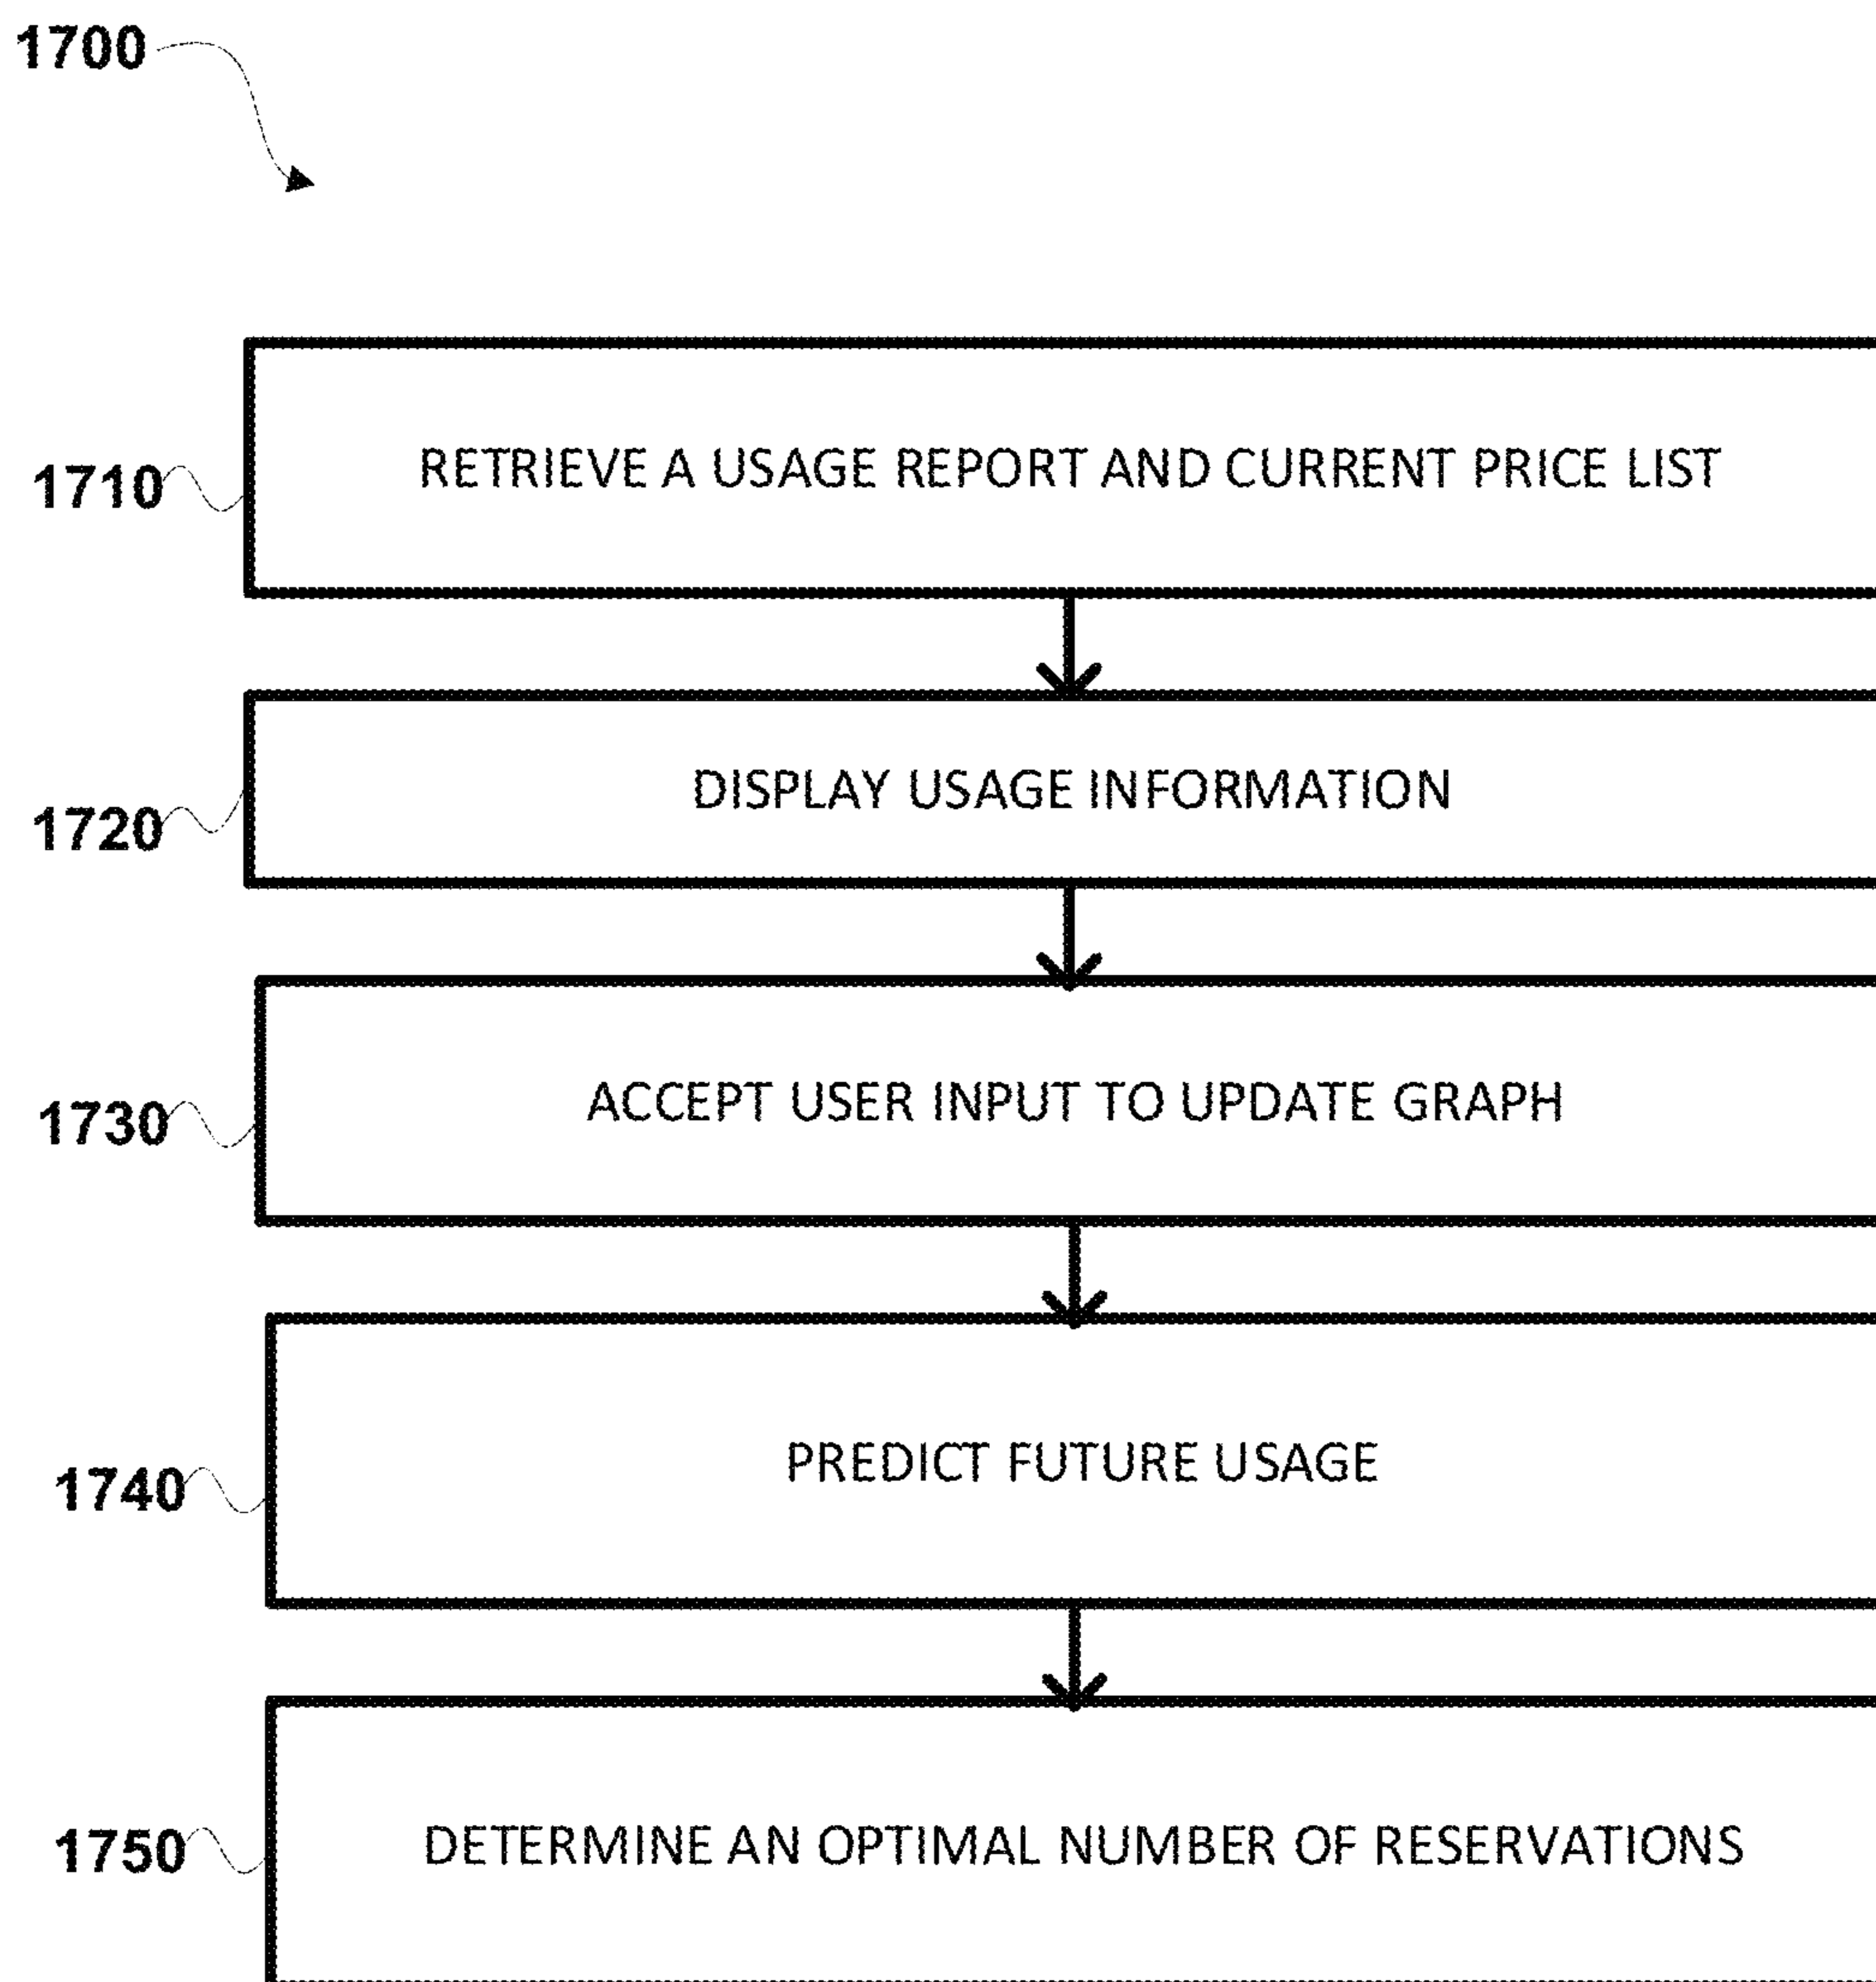 1700
1710 RETRIEVE A USAGE REPORT AND CURRENT PRICE LIST
1720 DISPLAY USAGE INFORMATION
1730 ACCEPT USER INPUT TO UPDATE GRAPH
1740 PREDICT FUTURE USAGE
1750 DETERMINE AN OPTIMAL NUMBER OF RESERVATIONS